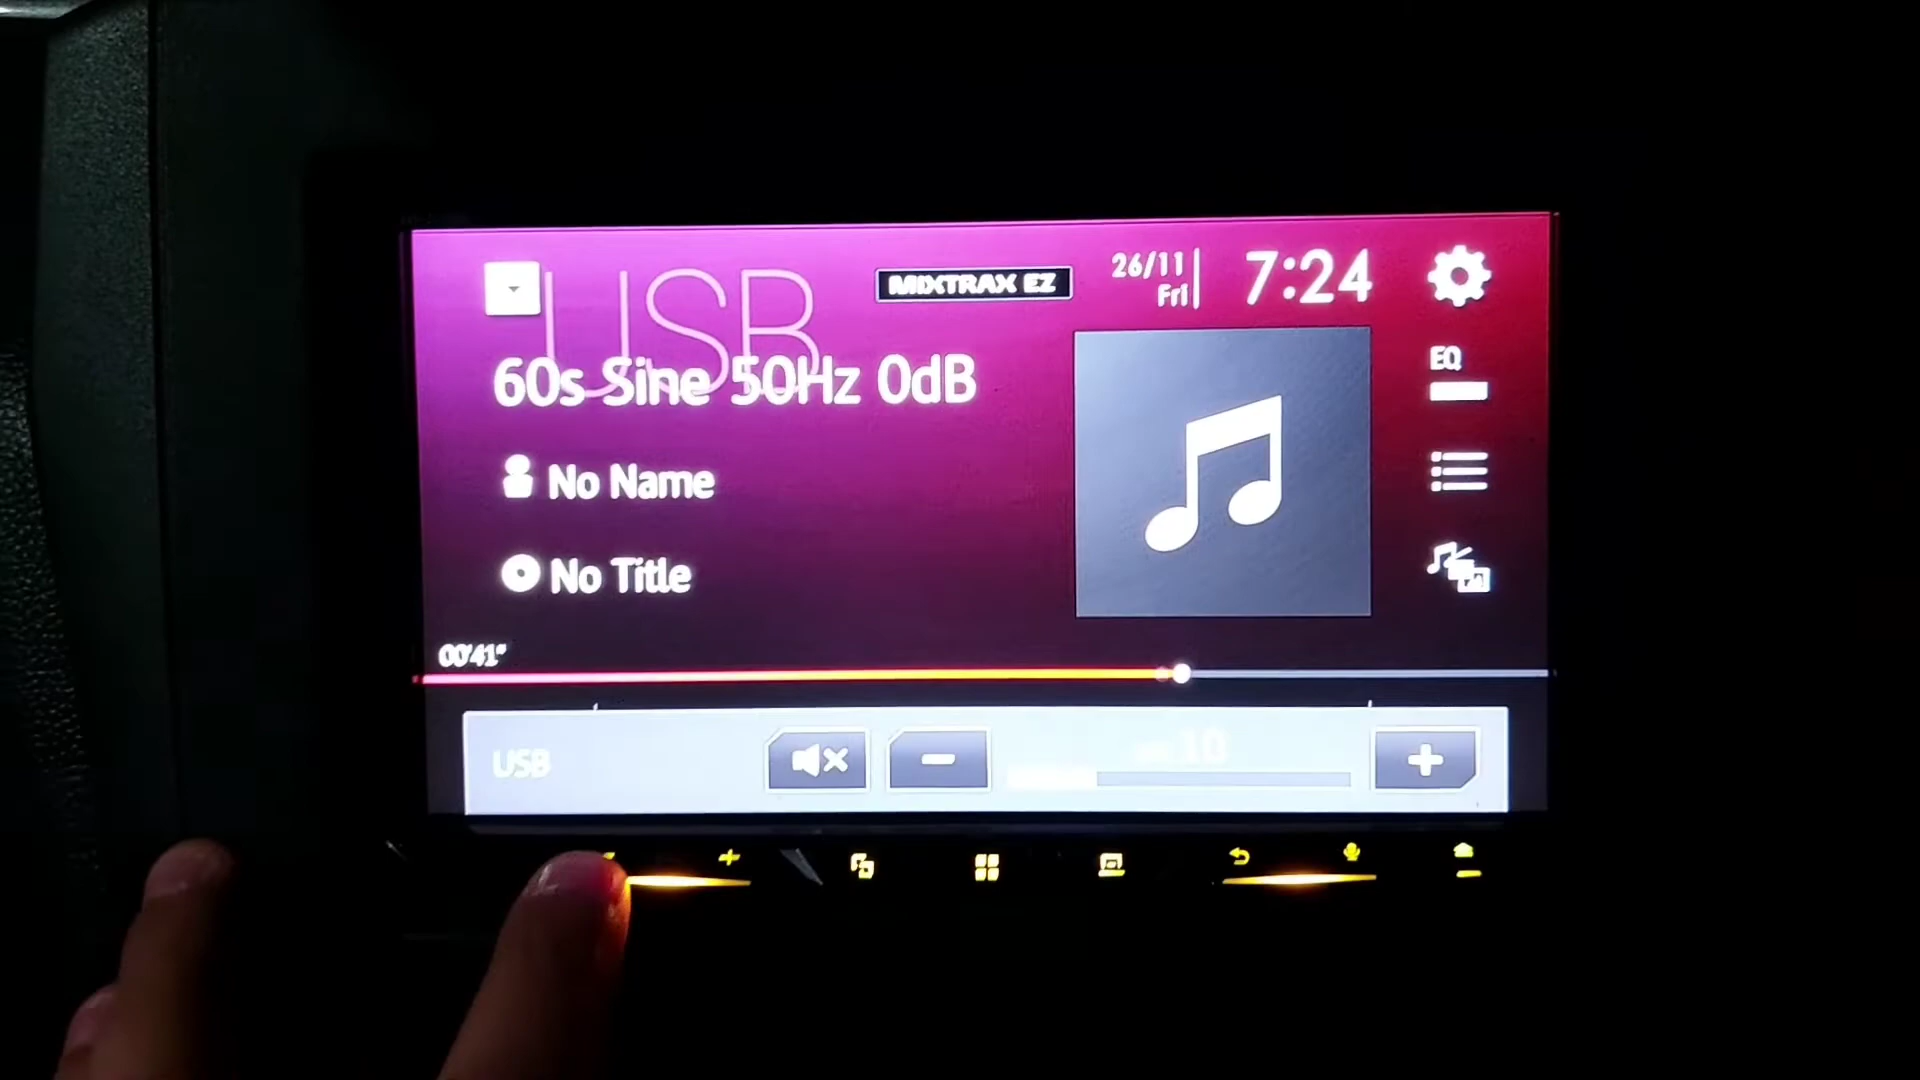 USB
MIXTRAX EZ
26/11
Fri
7:24
60s Sine 50Hz 0dB
EQ
No Name
No Title
00'41"
USB
10